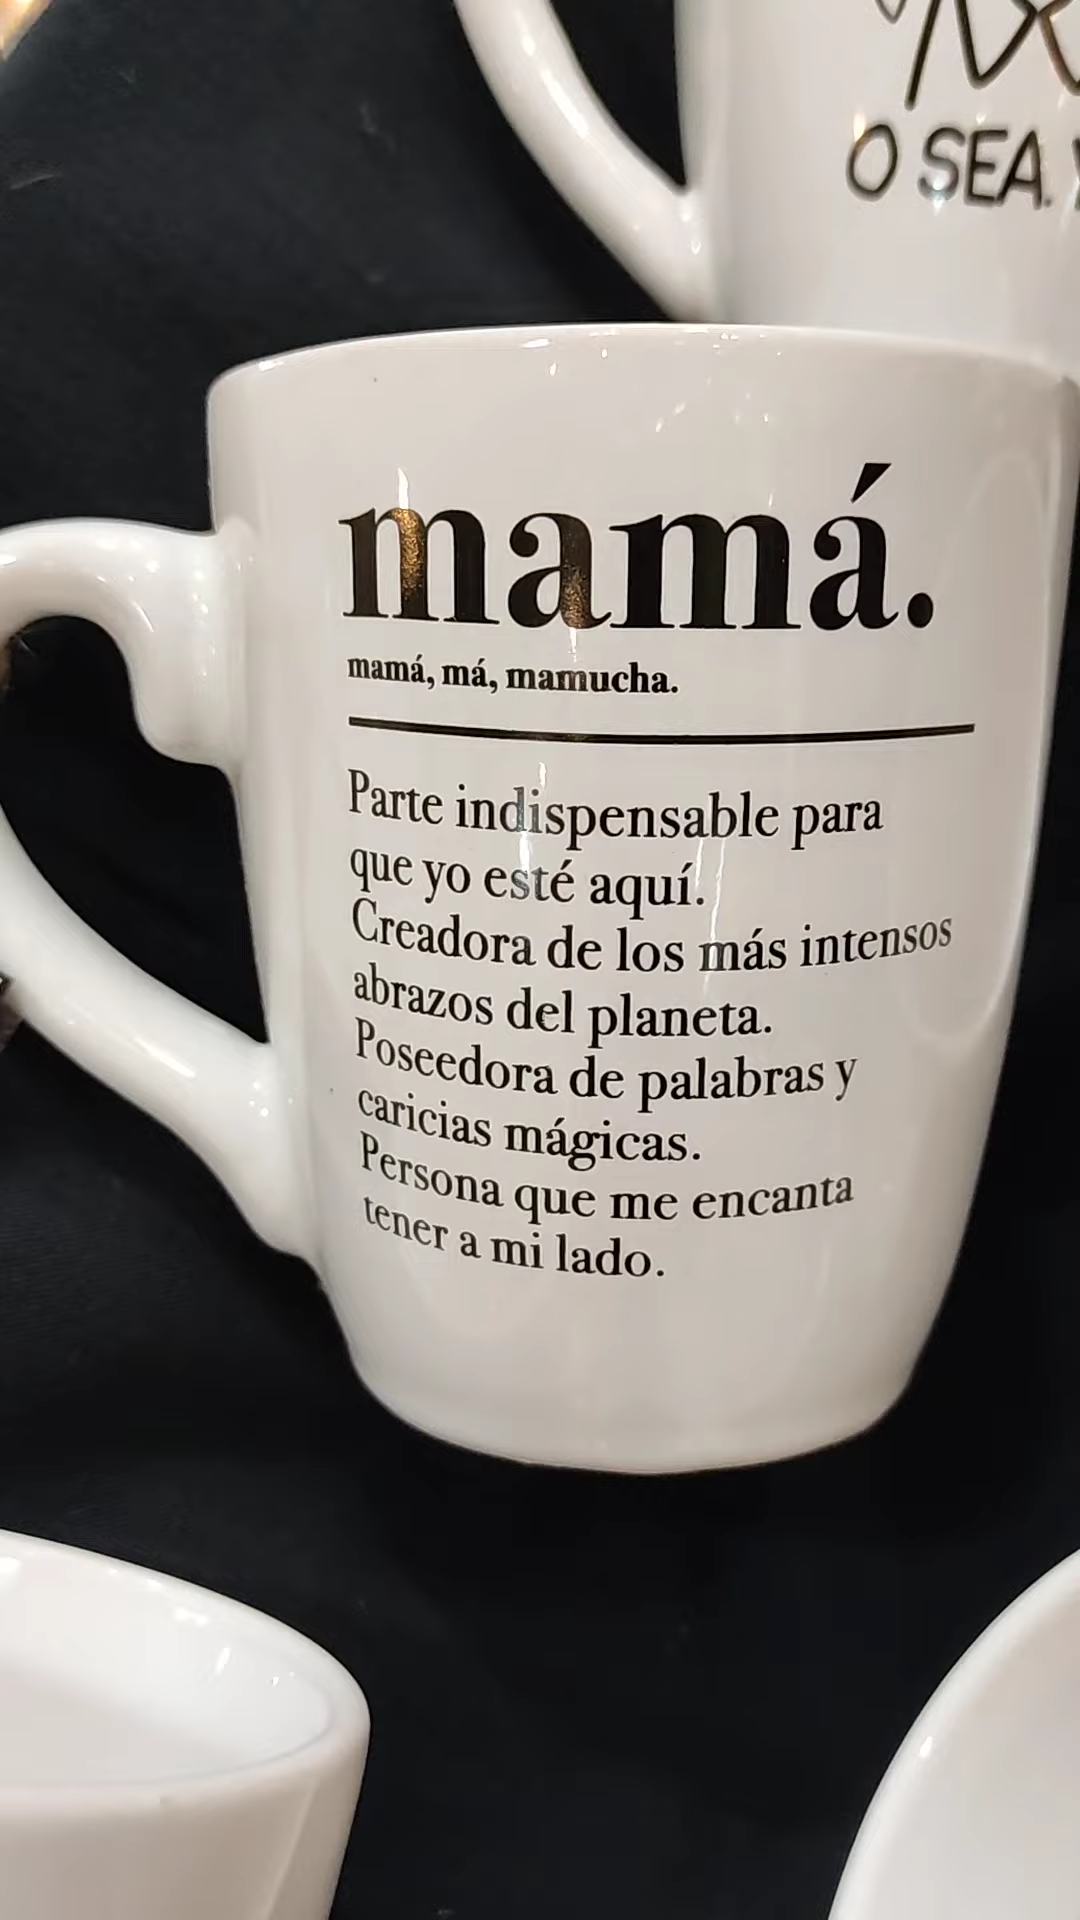 O SEA.
mamá.
mamá, má, mamucha.
Parte indispensable para
que yo esté aquí.
Creadora de los más intensos
abrazos del planeta.
Poseedora de palabras y
caricias mágicas.
Persona que me encanta
tener a mi lado.